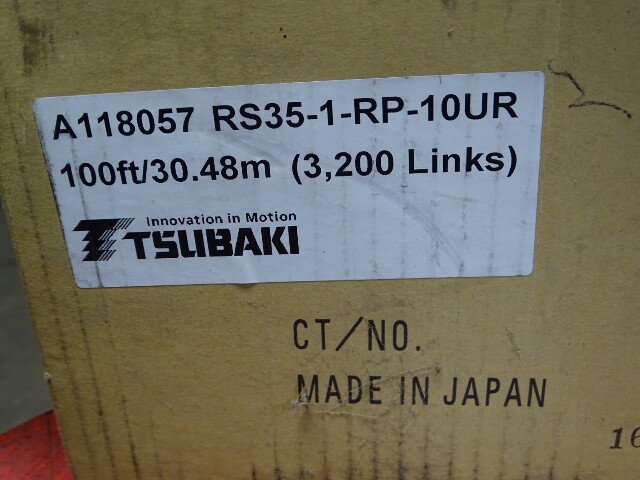 A118057 RS35-1-RP-10UR
100ft/30.48m (3,200 Links)
Innovation in Motion
TSUBAKI
CT/NO.
MADE IN JAPAN
16